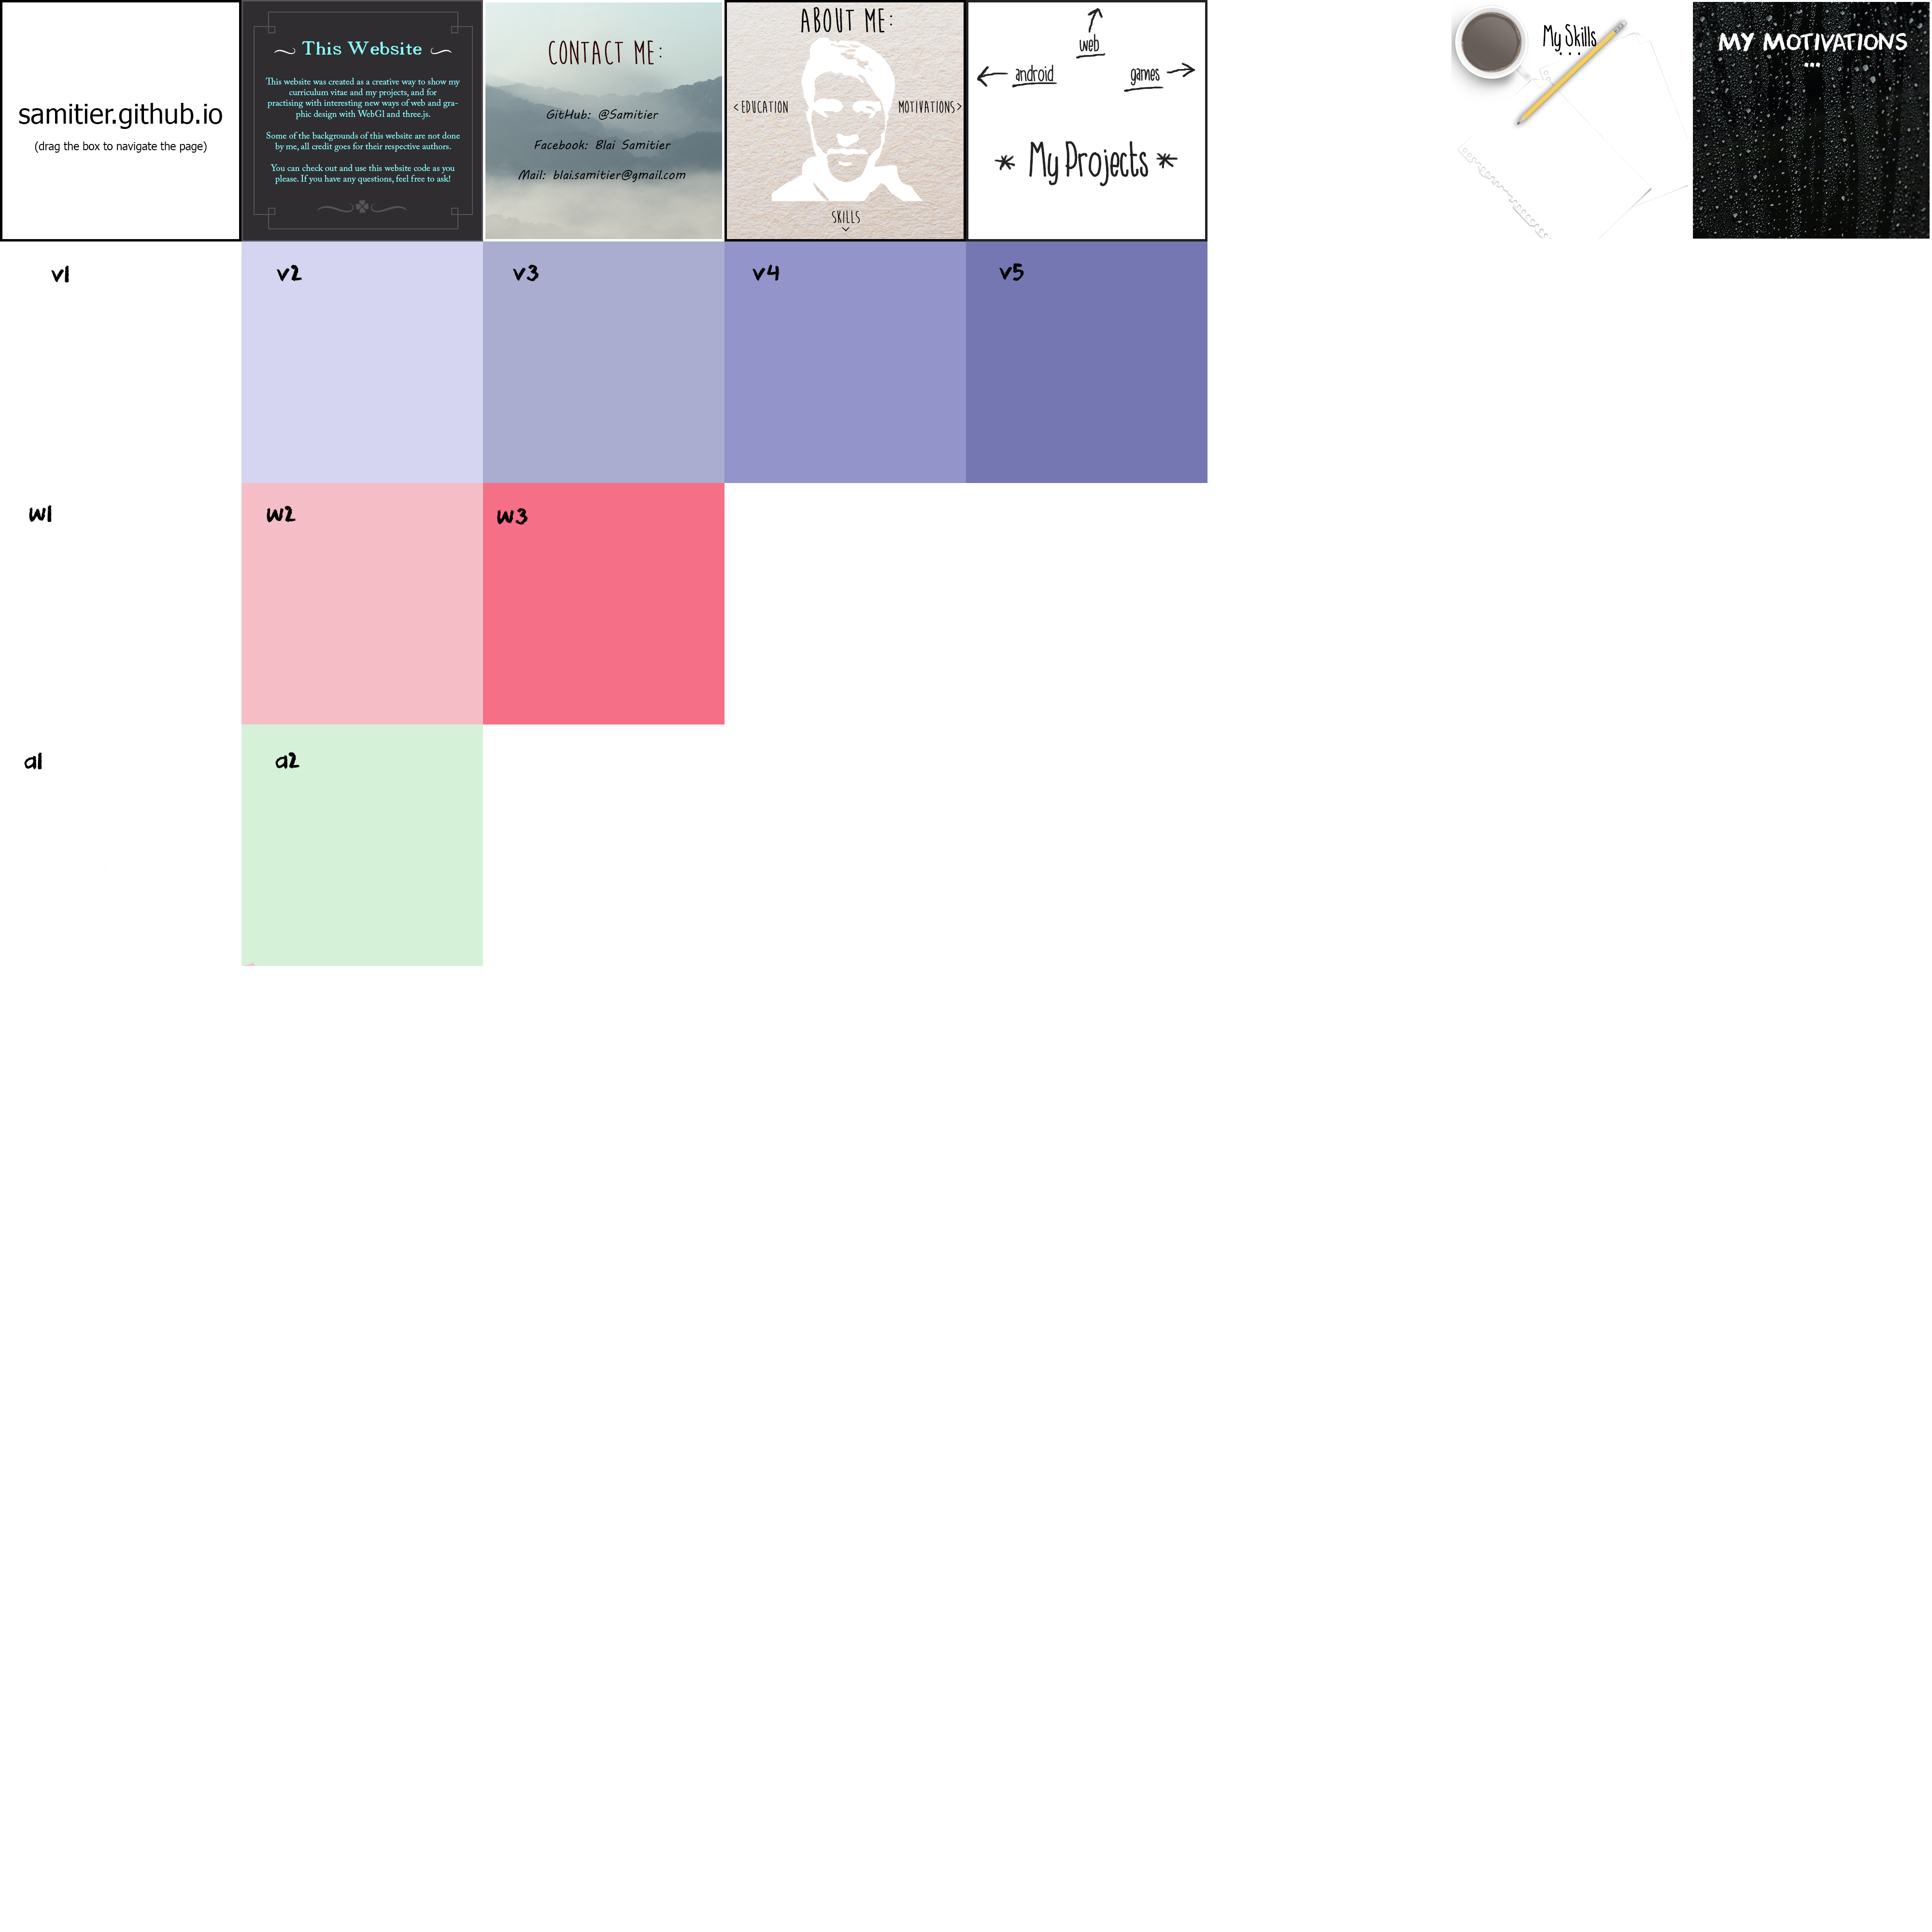 samitier.github.io
(drag the box to navigate the page)
This Website
This website was created as a creative way to show my
curriculum vitae and my projects, and for
practising with interesting new ways of web and gra-
phic design with WebGl and three.js.
Some of the backgrounds of this website are not done
by me, all credit goes for their respective authors.
You can check out and use this website code as you
please. If you have any questions, feel free to ask!
CONTACT ME:
GitHub: @Samitier
Facebook: Blai Samitier
Mail: blai.samitier@gmail.com
ABOUT ME:
< EDUCATION
MOTIVATIONS>
SKILLS
web
android
games
* My Projects *
My Skills
...
MY MOTIVATIONS
...
v1
v2
v3
v4
v5
w1
w2
w3
a1
a2